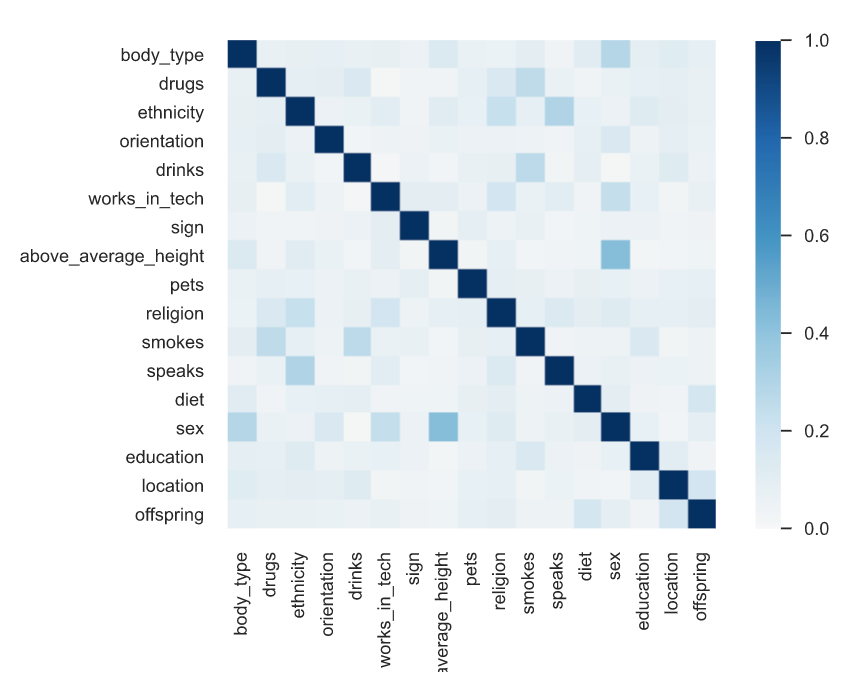 body_type
drugs
ethnicity
orientation
drinks
works_in_tech
sign
above_average_height
pets
religion
smokes
speaks
diet
sex
education
location
offspring
1.0
0.8
0.6
0.4
0.2
0.0
body_type
drugs
ethnicity
orientation
drinks
works_in_tech
sign
average_height
pets
religion
smokes
speaks
diet
sex
education
location
offspring